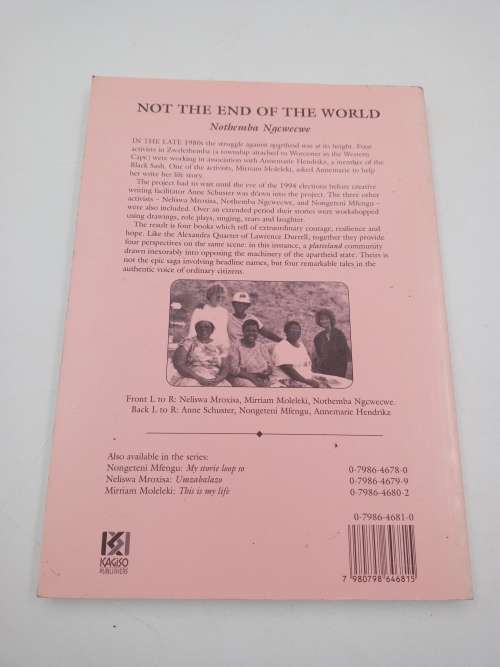 NOT THE END OF THE WORLD
Nothemba Ngcwecwe
IN THE LATE 1980s the struggle against apartheid was at its height. Four
activists in Zwelethemba (a township attached to Worcester in the Western
Cape) were working in association with Annemarie Hendrikz, a member of the
Black Sash. One of the activists, Mirriam Moleleki, asked Annemarie to help
her write her life story.
The project had to wait until the eve of the 1994 elections before creative
writing facilitator Anne Schuster was drawn into the project. The three other
activists – Neliswa Mroxisa, Nothemba Ngcwecwe, and Nongeteni Mfengu –
were also included. Over an extended period their stories were workshopped
using drawings, role plays, singing, tears and laughter.
The result is four books which tell of extraordinary courage, resilience and
hope. Like the Alexandra Quartet of Lawrence Durrell, together they provide
four perspectives on the same scene: in this instance, a platteland community
drawn inexorably into opposing the machinery of the apartheid state. Theirs is
not the epic saga involving headline names, but four remarkable tales in the
authentic voice of ordinary citizens.
Front L to R: Neliswa Mroxisa, Mirriam Moleleki, Nothemba Ngcwecwe.
Back L to R: Anne Schuster, Nongeteni Mfengu, Annemarie Hendrikz
Also available in the series:
Nongeteni Mfengu: My storie loop so 0-7986-4678-0
Neliswa Mroxisa: Umzabalazo 0-7986-4679-9
Mirriam Moleleki: This is my life 0-7986-4680-2
0-7986-4681-0
KAGISO
PUBLISHERS
7 980798 646815